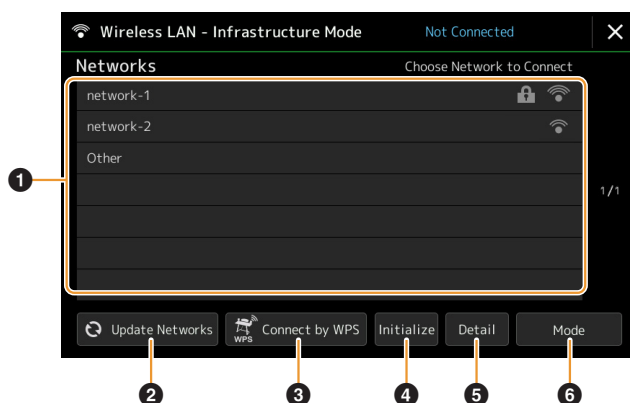 Wireless LAN - Infrastructure Mode Not Connected
Networks Choose Network to Connect
network-1
network-2
Other
1
1/1
Update Networks WPS Connect by WPS Initialize Detail Mode
2 3 4 5 6